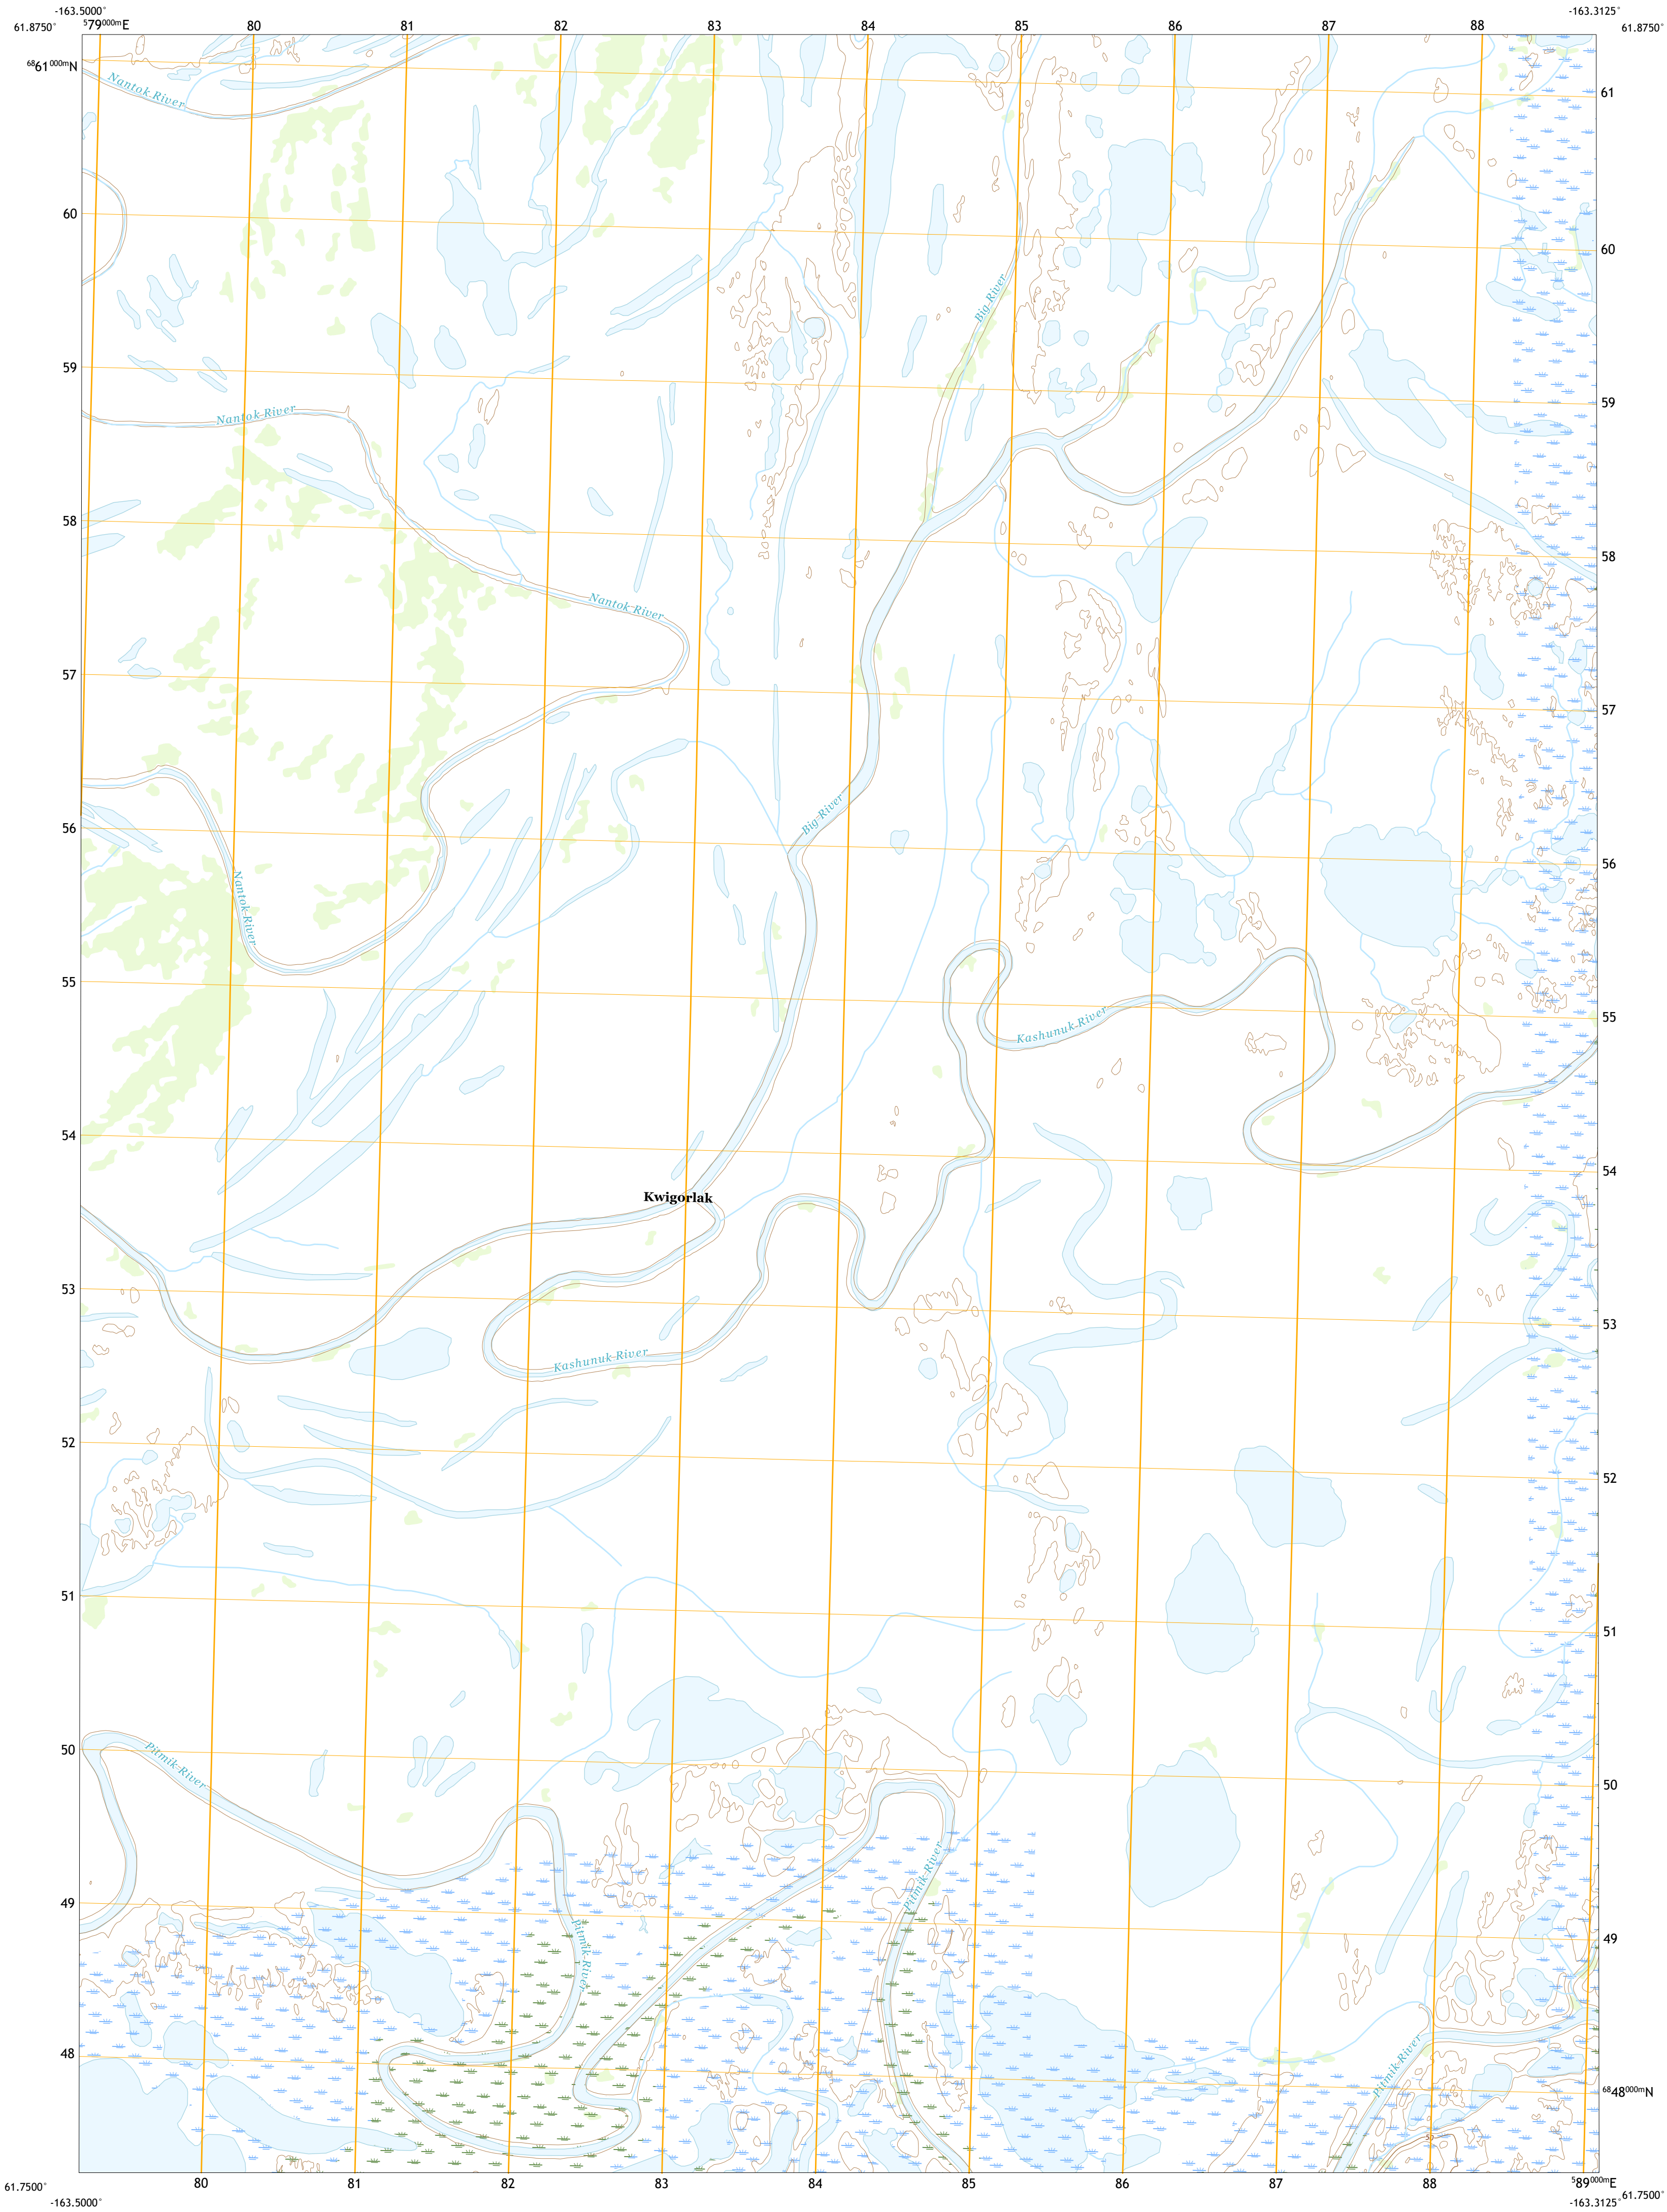 -163.5000° -163.3125°
61.8750° 579000mE 80 81 82 83 84 85 86 87 88 61.8750°
6861000mN
61
Nantok River
60
60
Big River
59
59
Nantok River
58
58
Nantok River
57
57
Big River
56
56
Nantok River
55
55
Kashunuk River
54
54
Kwigorlak
53
53
Kashunuk River
52
52
51
51
50
50
Pitmik River
Pitmik River
49
49
Pitmik River
48
Pitmik River
6848000mN
50
61.7500° 80 81 82 83 84 85 86 87 88 589000mE 61.7500°
-163.5000° -163.3125°